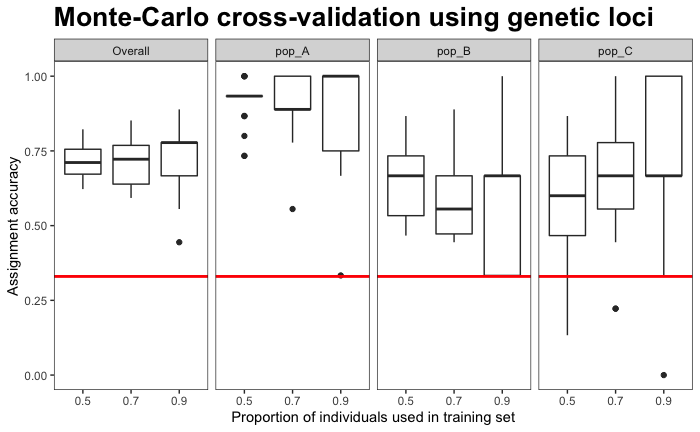 Monte-Carlo cross-validation using genetic loci
Overall
pop_A
pop_B
pop_C
Assignment accuracy
1.00
0.75
0.50
0.25
0.00
0.5 0.7 0.9
0.5 0.7 0.9
0.5 0.7 0.9
0.5 0.7 0.9
Proportion of individuals used in training set